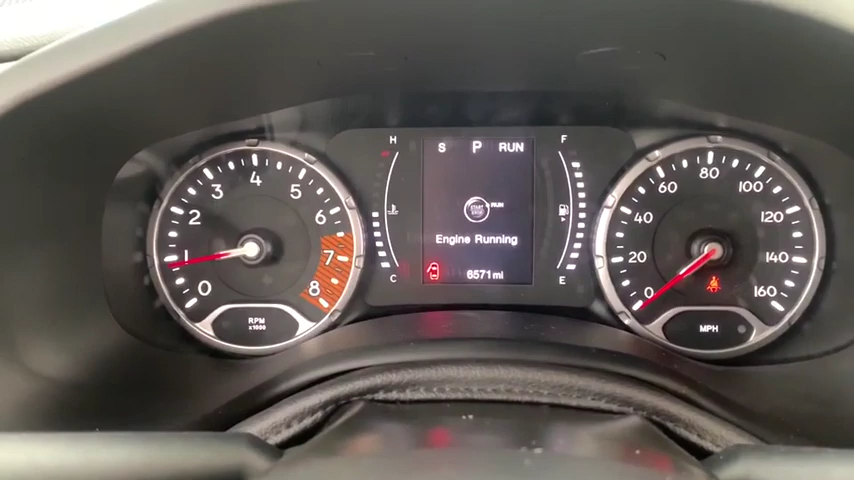 H
S P RUN
F
START
STOP
RUN
Engine Running
6571 mi
C
E
0
1
2
3
4
5
6
7
8
RPM
x1000
0
20
40
60
80
100
120
140
160
MPH